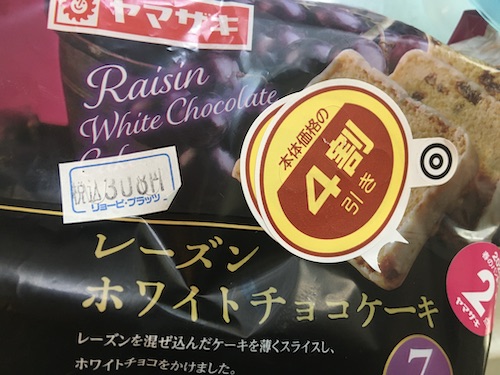 ヤマザキ
Raisin
White Chocolate
税込308円
リョービ・プラッツ
本体価格の
4割
引き
レーズン
ホワイトチョコケーキ
レーズンを混ぜ込んだケーキを薄くスライスし、
ホワイトチョコをかけました。
7
2
ヤマザキ